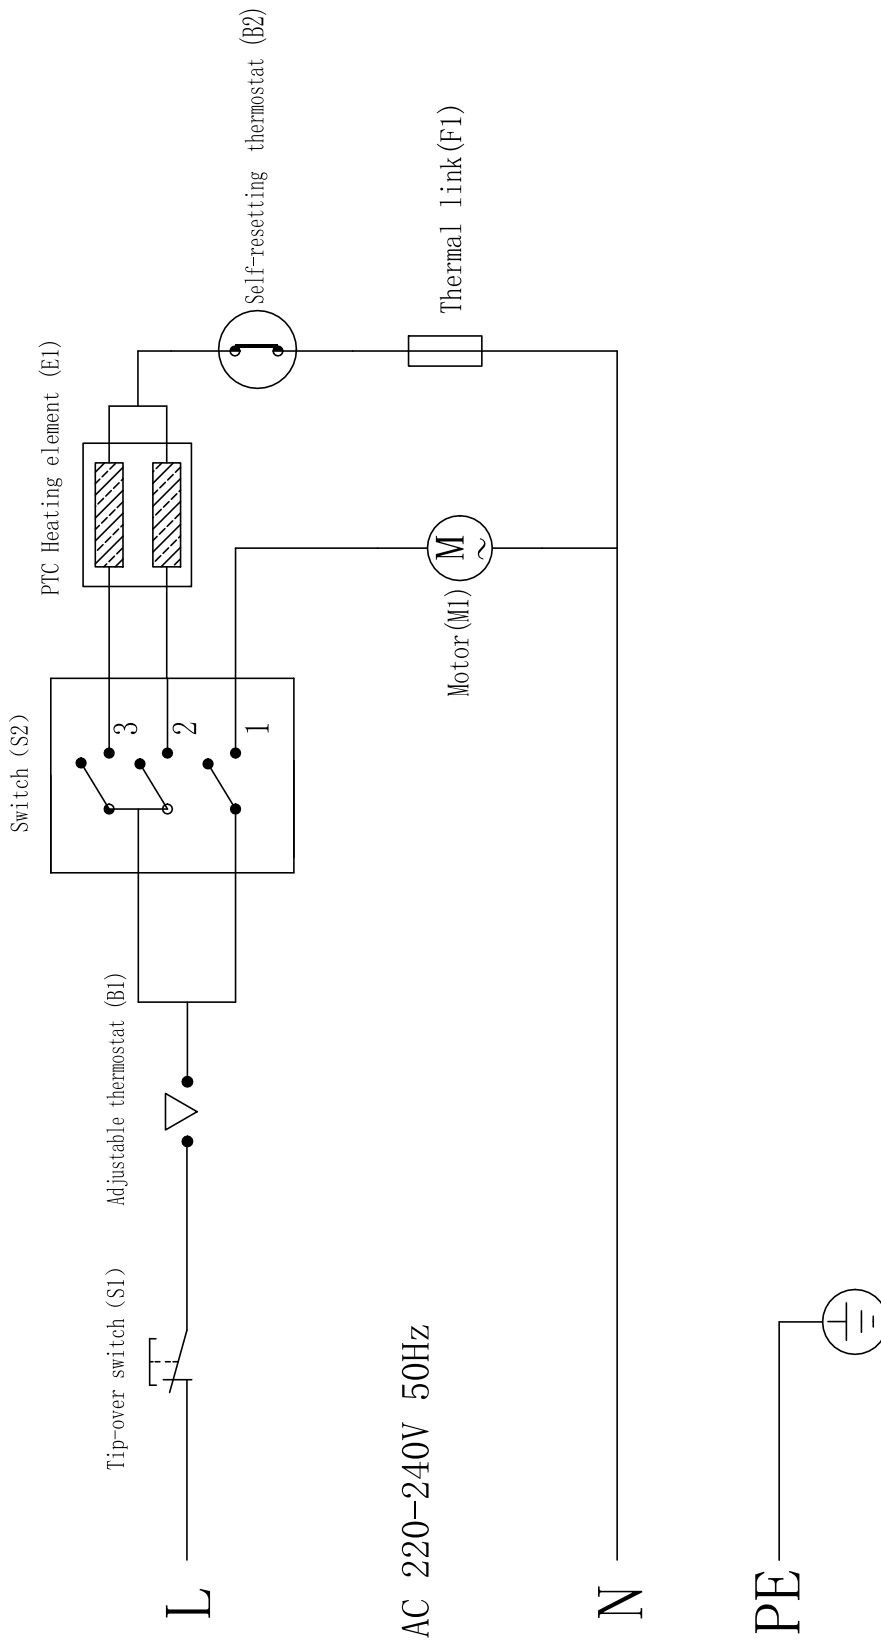 Tip-over switch (S1)
Adjustable thermostat (B1)
Switch (S2)
3
2
1
PTC Heating element (E1)
Self-resetting thermostat (B2)
Thermal link(F1)
Motor(M1)
M
~
L
AC 220-240V 50Hz
N
PE